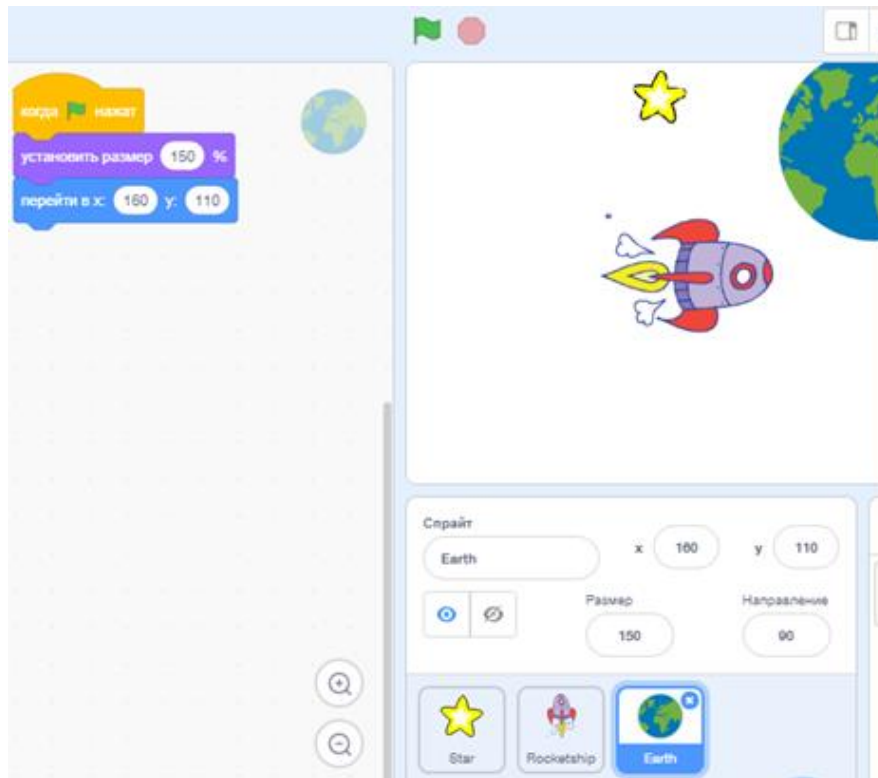 когда нажат
установить размер 150 %
перейти в x: 160 y: 110
Спрайт
Earth
x 160 y 110
Размер
150
Направление
90
Star
Rocketship
Earth